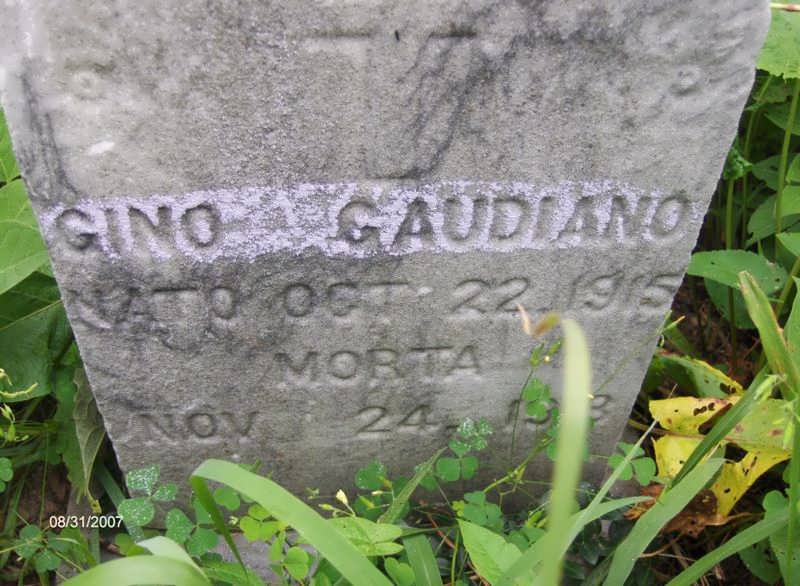 GINO GAUDIANO
NATO OCT 22 1915
MORTA
NOV 24
08/31/2007